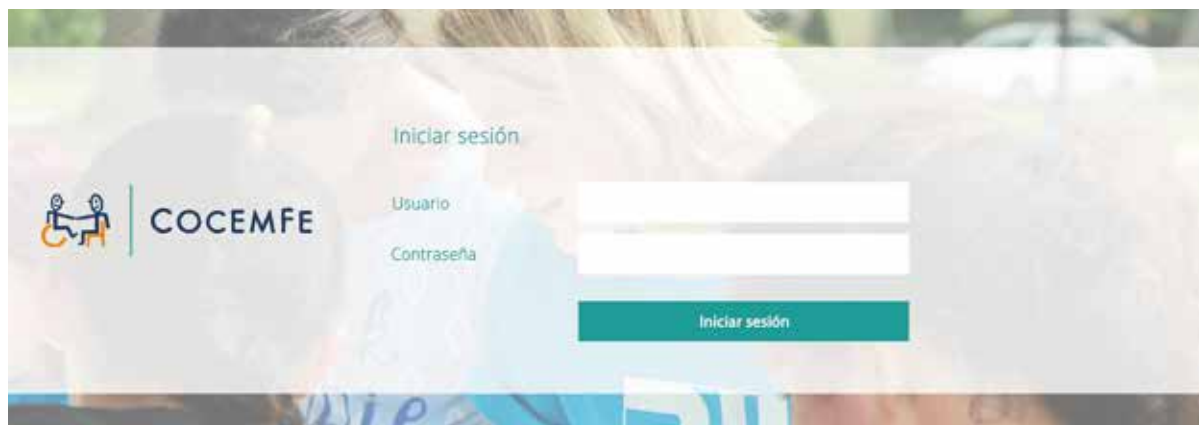 Iniciar sesión
Usuario
COCEMFE
Contraseña
Iniciar sesión